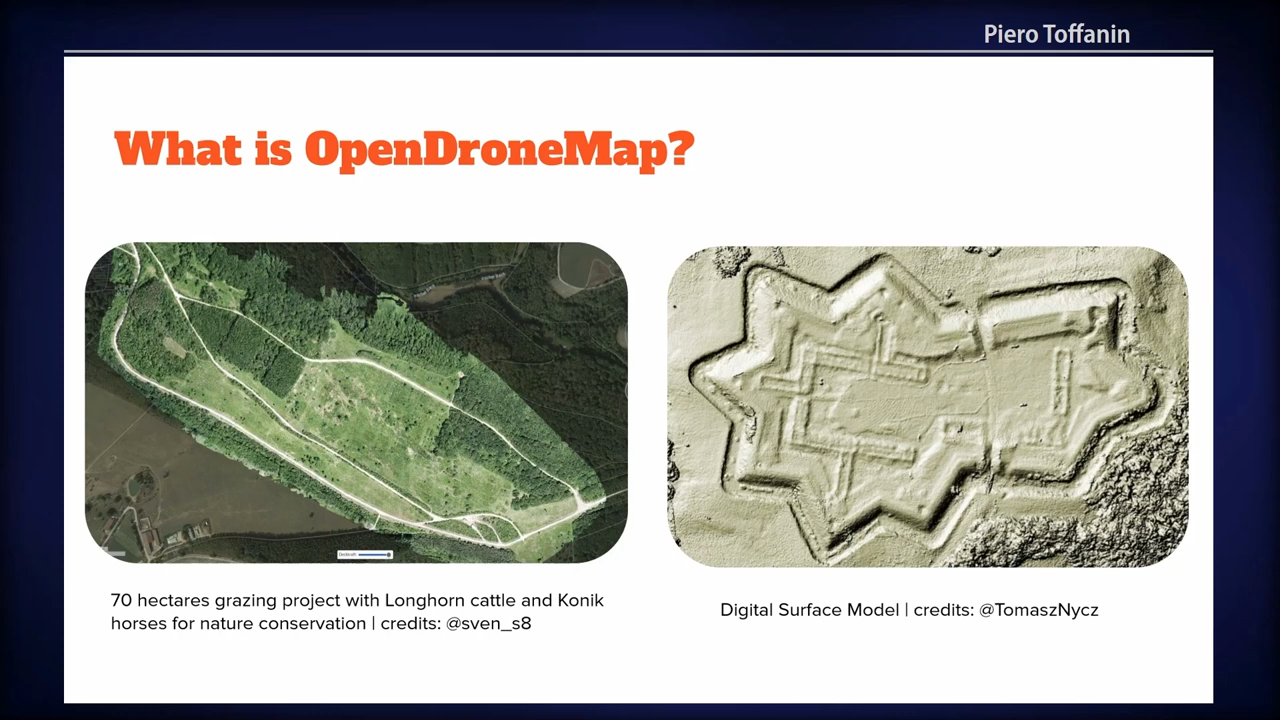 Piero Toffanin
What is OpenDroneMap?
70 hectares grazing project with Longhorn cattle and Konik
horses for nature conservation | credits: @sven_s8
Digital Surface Model | credits: @TomaszNycz